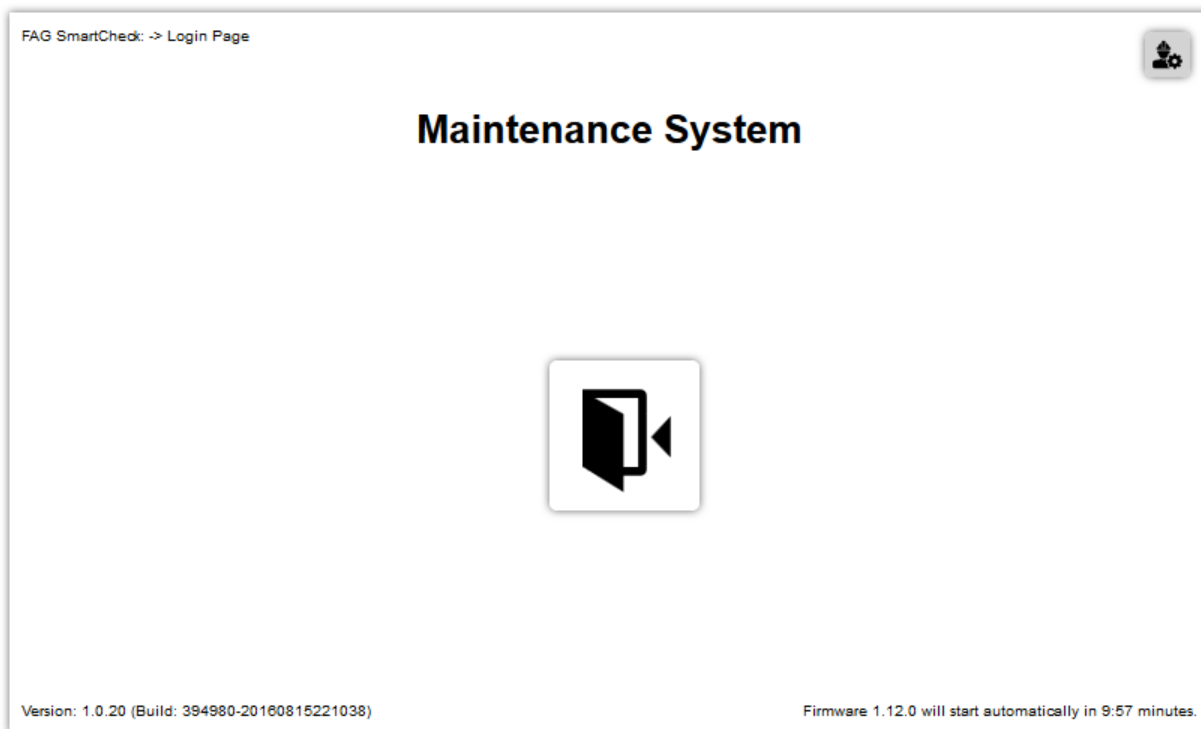 FAG SmartCheck: -> Login Page
Maintenance System
Version: 1.0.20 (Build: 394980-20160815221038)
Firmware 1.12.0 will start automatically in 9:57 minutes.